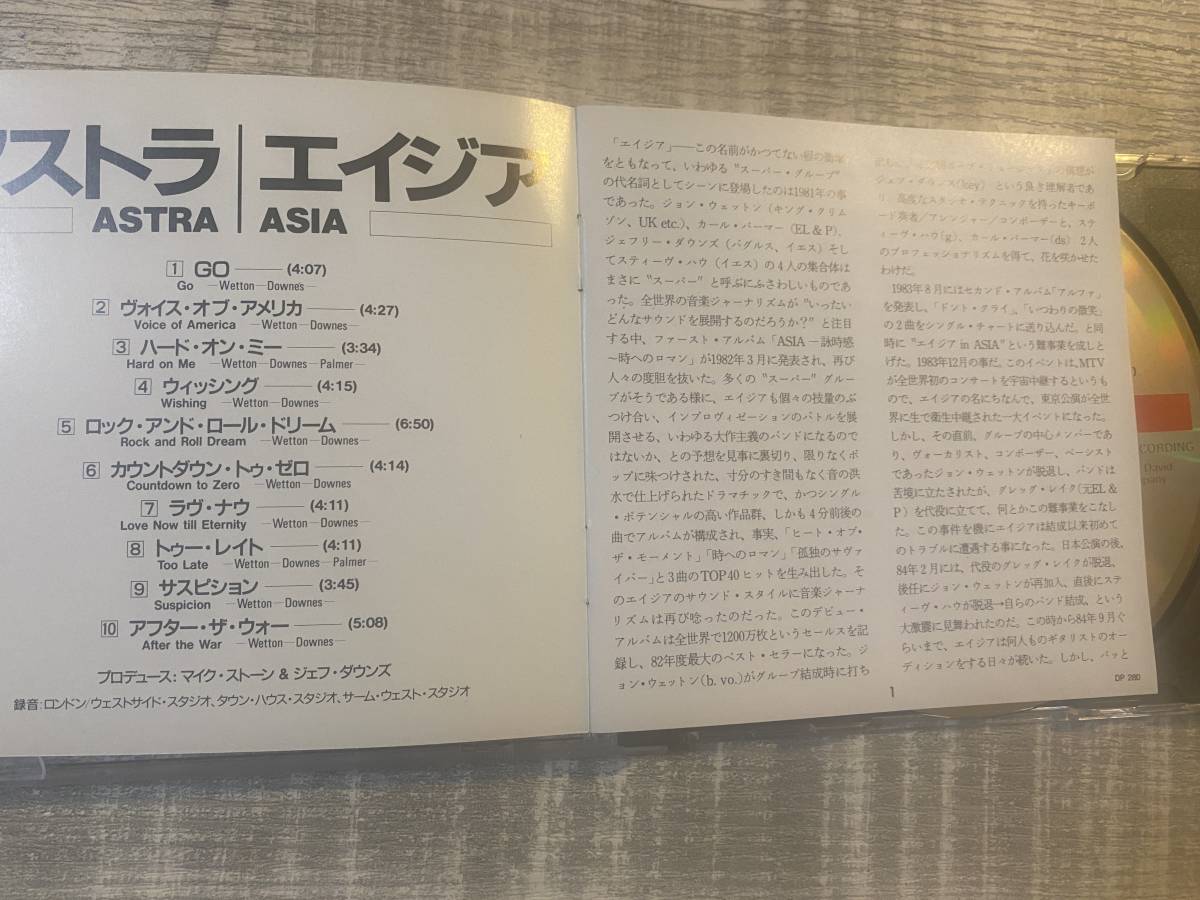 アストラ エイジア
ASTRA ASIA
1 GO (4:07)
Go —Wetton—Downes—
2 ヴォイス・オブ・アメリカ (4:27)
Voice of America —Wetton—Downes—
3 ハード・オン・ミー (3:34)
Hard on Me —Wetton—Downes—Palmer—
4 ウィッシング (4:15)
Wishing —Wetton—Downes—
5 ロック・アンド・ロール・ドリーム (6:50)
Rock and Roll Dream —Wetton—Downes—
6 カウントダウン・トゥ・ゼロ (4:14)
Countdown to Zero —Wetton—Downes
7 ラヴ・ナウ (4:11)
Love Now till Eternity —Wetton—Downes—
8 トゥー・レイト (4:11)
Too Late —Wetton—Downes—Palmer—
9 サスピション (3:45)
Suspicion —Wetton—Downes—
10 アフター・ザ・ウォー (5:08)
After the War —Wetton—Downes—
プロデュース: マイク・ストーン & ジェフ・ダウンズ
録音: ロンドン/ウェストサイド・スタジオ、タウン・ハウス・スタジオ、サーム・ウェスト・スタジオ
「エイジア」――この名前がかつてない程の衝撃
をともなって、いわゆる“スーパー・グループ”
の代名詞としてシーンに登場したのは1981年の事
であった。ジョン・ウェットン (キング・クリム
ゾン、UK etc.)、カール・パーマー (EL & P)、
ジェフリー・ダウンズ (バグルス、イエス) そし
てスティーヴ・ハウ (イエス) の4人の集合体は
まさに“スーパー”と呼ぶにふさわしいものであ
った。全世界の音楽ジャーナリズムが“いったい
どんなサウンドを展開するのだろうか?”と注目
する中、ファースト・アルバム「ASIA―詠時感
〜時へのロマン」が1982年3月に発表され、再び
人々の度胆を抜いた。多くの“スーパー”グルー
プがそうである様に、エイジアも個々の技量のぶ
つけ合い、インプロヴィゼーションのバトルを展
開させる、いわゆる大作主義のバンドになるので
はないか、との予想を見事に裏切り、限りなくポ
ップに味つけされた、寸分のすき間もなく音の洪
水で仕上げられたドラマチックで、かつシングル
・ポテンシャルの高い作品群、しかも4分前後の
曲でアルバムが構成され、事実、「ヒート・オブ・
ザ・モーメント」「時へのロマン」「孤独のサヴァ
イバー」と3曲のTOP40ヒットを生み出した。そ
のエイジアのサウンド・スタイルに音楽ジャーナ
リズムは再び唸ったのだった。このデビュー・
アルバムは全世界で1200万枚というセールスを記
録し、82年度最大のベスト・セラーになった。ジ
ョン・ウェットン(b. vo.)がグループ結成時に打ち
の構想が
ジェフ・ダウンズ(key) という良き理解者であ
り、高度なスタジオ・テクニックを持ったキーボ
ード奏者/アレンジャー/コンポーザーと、ステ
ィーヴ・ハウ(g)、カール・パーマー(ds) 2人
のプロフェッショナリズムを得て、花を咲かせた
わけだ。
1983年8月にはセカンド・アルバム「アルファ」
を発表し、「ドント・クライ」、「いつわりの微笑」
の2曲をシングル・チャートに送り込んだ。と同
時に“エイジア in ASIA”という難事業を成しと
げた。1983年12月の事だ。このイベントは、MTV
が全世界初のコンサートを宇宙中継するというも
ので、エイジアの名にちなんで、東京公演が全世
界に生で衛生中継された一大イベントになった。
しかし、その直前、グループの中心メンバーであ
り、ヴォーカリスト、コンポーザー、ベーシスト
であったジョン・ウェットンが脱退し、バンドは
苦境に立たされたが、グレッグ・レイク(元EL &
P) を代役に立てて、何とかこの難事業をこなし
た。この事件を機にエイジアは結成以来初めて
のトラブルに遭遇する事になった。日本公演の後、
84年2月には、代役のグレッグ・レイクが脱退、
後任にジョン・ウェットンが再加入、直後にステ
ィーヴ・ハウが脱退→自らのバンド結成、という
大激震に見舞われたのだ。この時から84年9月ぐ
らいまで、エイジアは何人ものギタリストのオー
ディションをする日々が続いた。しかし、パッと
1
DP 280
CORDING
David